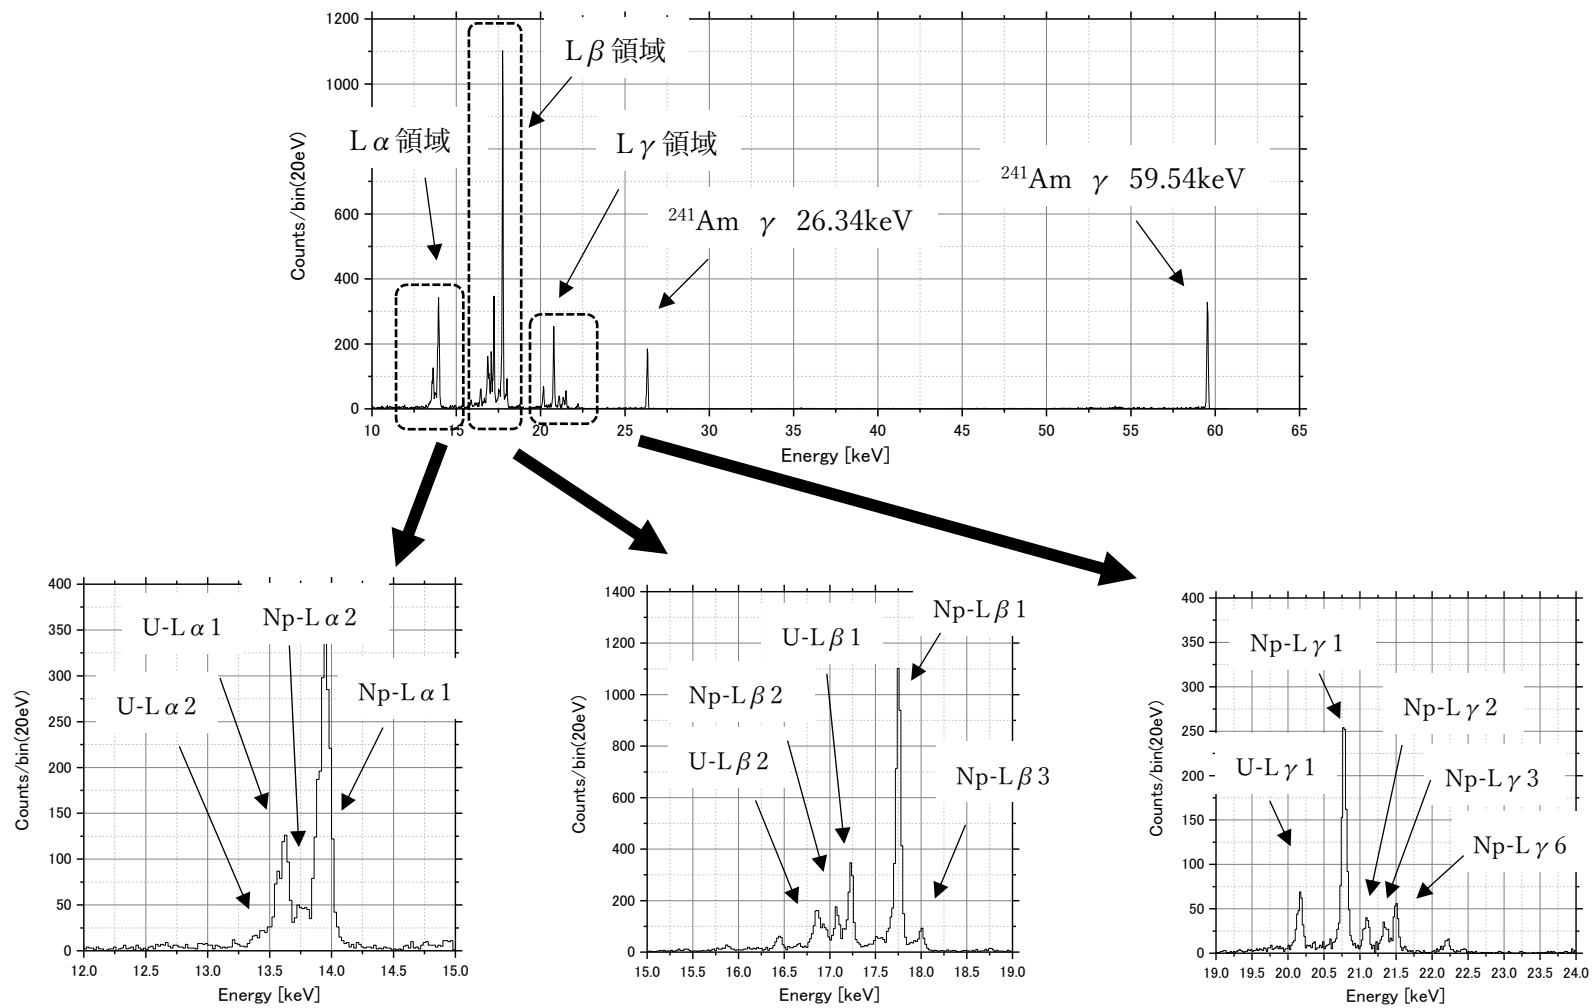 1200
1000
600
400
200
0
Counts/bin(20eV)
Lβ領域
Lα領域
Lγ領域
241Am γ 26.34keV
241Am γ 59.54keV
10 15 20 25 30 35 40 45 50 55 60 65
Energy [keV]
400
350
300
250
200
150
100
50
0
Counts/bin(20eV)
U-Lα1
Np-Lα2
U-Lα2
Np-Lα1
12.0 12.5 13.0 13.5 14.0 14.5 15.0
Energy [keV]
1400
1200
1000
800
600
400
200
0
Counts/bin(20eV)
Np-Lβ1
U-Lβ1
Np-Lβ2
U-Lβ2
Np-Lβ3
15.0 15.5 16.0 16.5 17.0 17.5 18.0 18.5 19.0
Energy [keV]
400
350
300
250
200
150
100
50
0
Counts/bin(20eV)
Np-Lγ1
Np-Lγ2
U-Lγ1
Np-Lγ3
Np-Lγ6
19.0 19.5 20.0 20.5 21.0 21.5 22.0 22.5 23.0 23.5 24.0
Energy [keV]